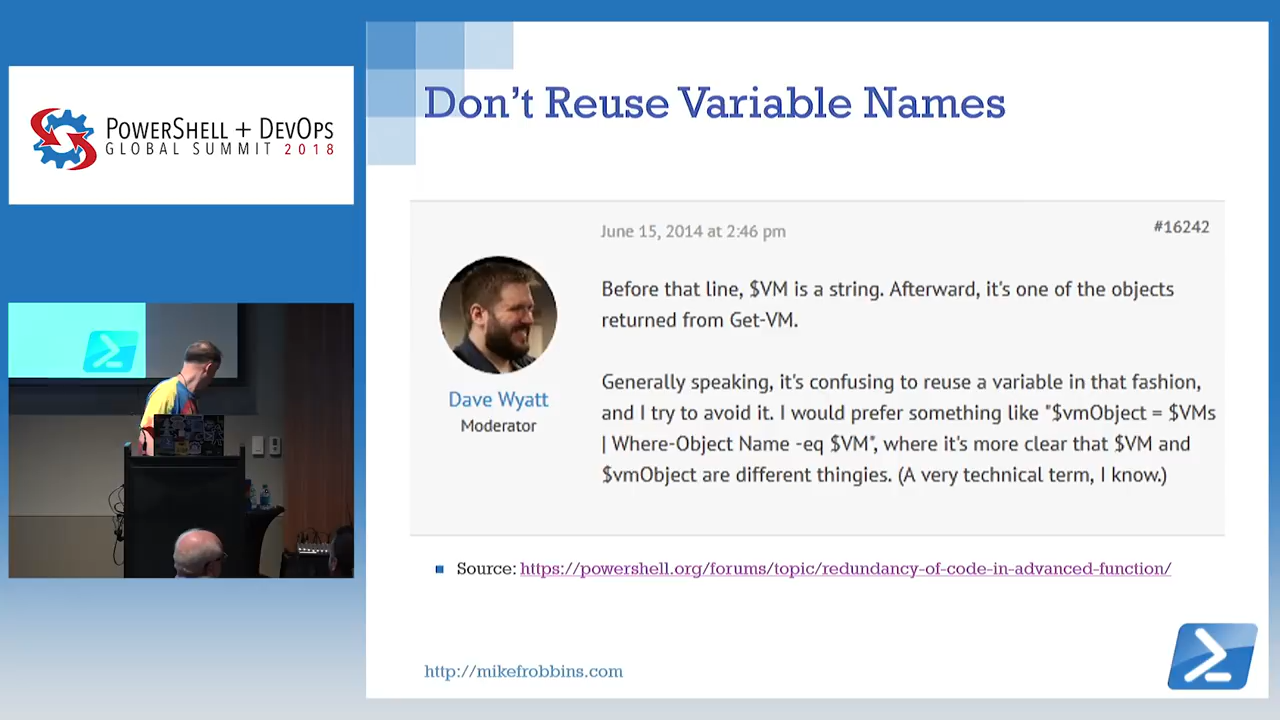 POWERSHELL + DEVOPS
GLOBAL SUMMIT 2018
Don't Reuse Variable Names
June 15, 2014 at 2:46 pm
#16242
Before that line, $VM is a string. Afterward, it's one of the objects
returned from Get-VM.
Generally speaking, it's confusing to reuse a variable in that fashion,
and I try to avoid it. I would prefer something like "$vmObject = $VMs
| Where-Object Name -eq $VM", where it's more clear that $VM and
$vmObject are different thingies. (A very technical term, I know.)
Dave Wyatt
Moderator
Source: https://powershell.org/forums/topic/redundancy-of-code-in-advanced-function/
http://mikefrobbins.com